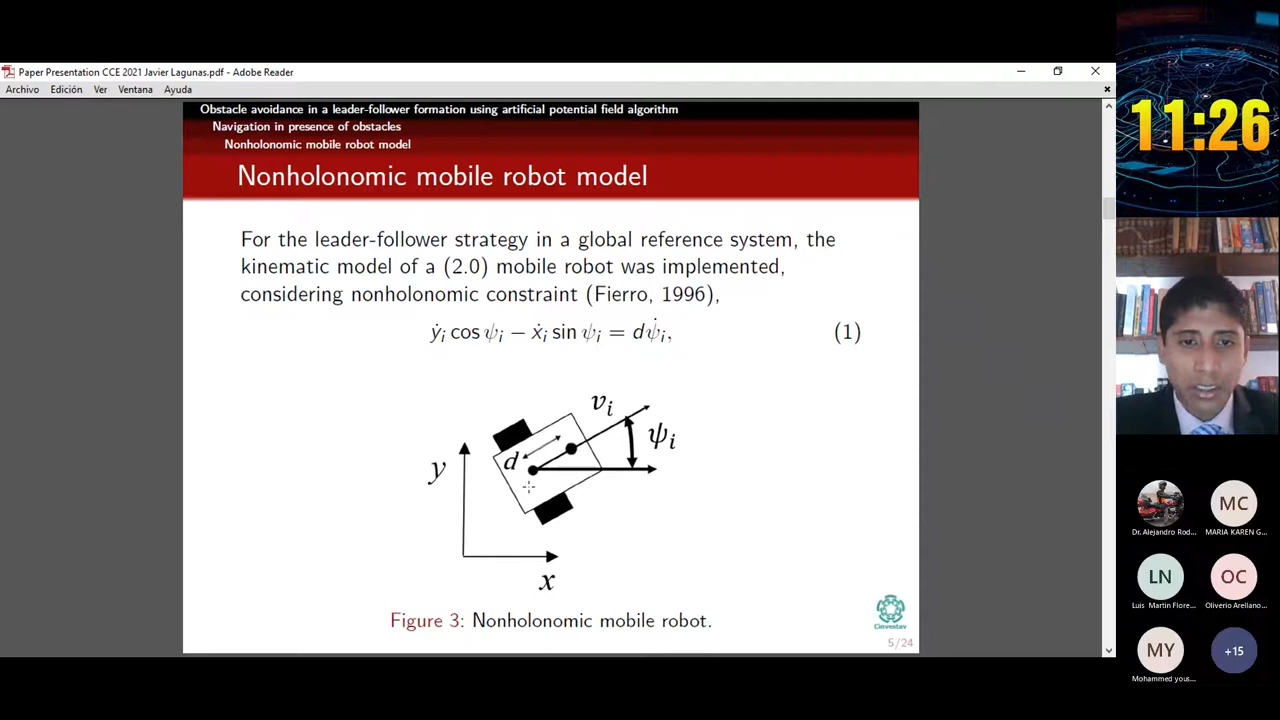 Paper Presentation CCE 2021 Javier Lagunas.pdf - Adobe Reader
Archivo Edición Ver Ventana Ayuda
Obstacle avoidance in a leader-follower formation using artificial potential field algorithm
Navigation in presence of obstacles
Nonholonomic mobile robot model
Nonholonomic mobile robot model
For the leader-follower strategy in a global reference system, the
kinematic model of a (2.0) mobile robot was implemented,
considering nonholonomic constraint (Fierro, 1996),
ẏᵢ cos ψᵢ − ẋᵢ sin ψᵢ = dψ̇ᵢ, (1)
vᵢ
ψᵢ
d
y
x
Figure 3: Nonholonomic mobile robot.
Cinvestav
5/24
11:26
Dr. Alejandro Rod...
MC
MARIA KAREN G...
LN
Luis Martin Flore...
OC
Oliverio Arellano...
MY
Mohammed yous...
+15